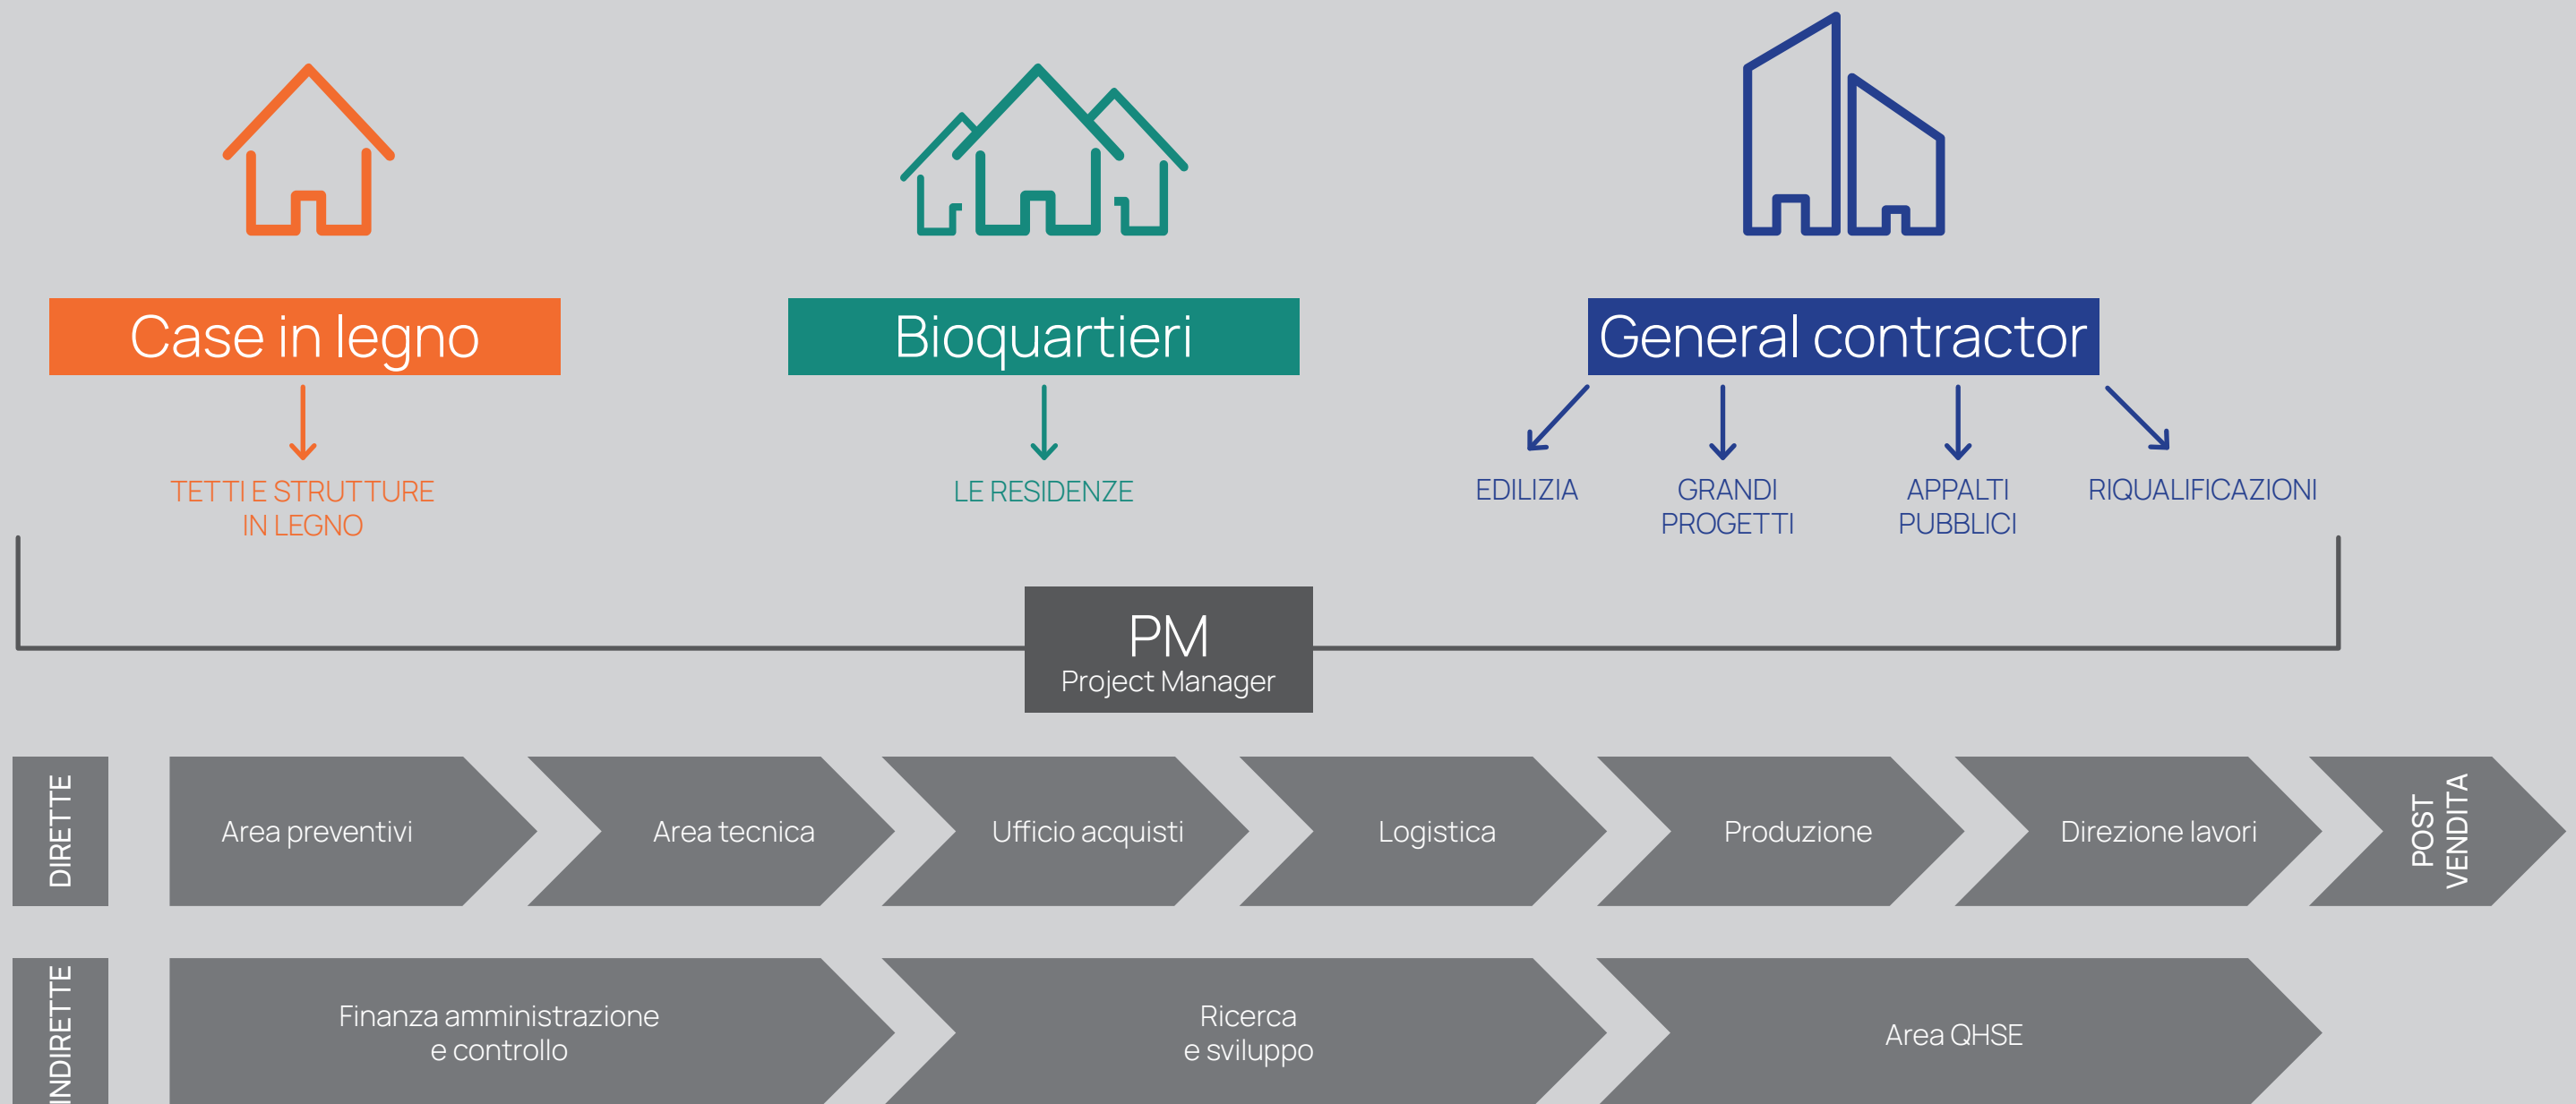 Case in legno
Bioquartieri
General contractor
TETTI E STRUTTURE
IN LEGNO
LE RESIDENZE
EDILIZIA
GRANDI
PROGETTI
APPALTI
PUBBLICI
RIQUALIFICAZIONI
PM
Project Manager
DIRETTE
Area preventivi
Area tecnica
Ufficio acquisti
Logistica
Produzione
Direzione lavori
POST
VENDITA
INDIRETTE
Finanza amministrazione
e controllo
Ricerca
e sviluppo
Area QHSE